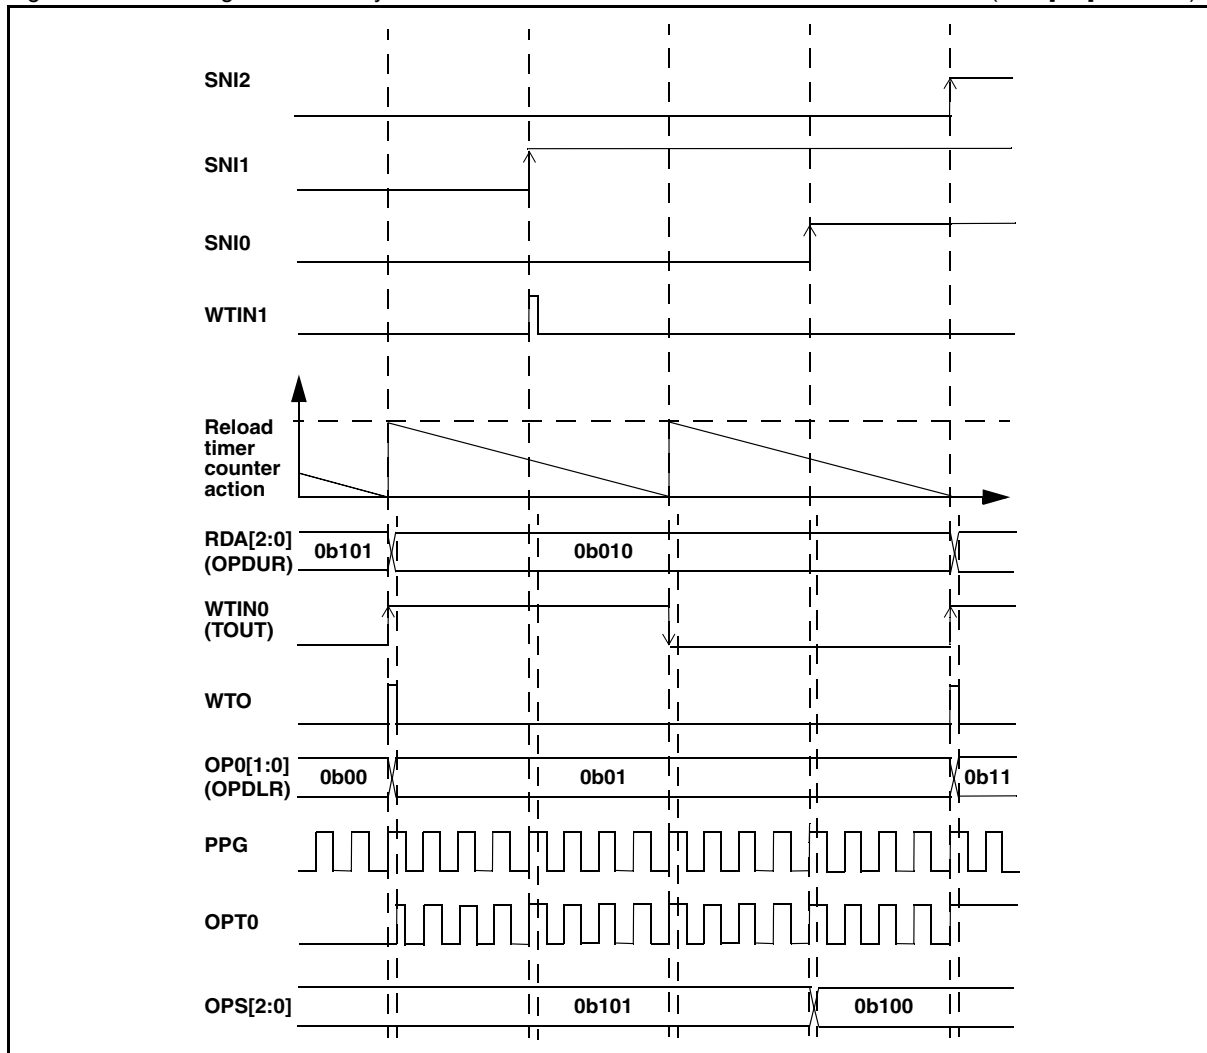 SNI2
SNI1
SNI0
WTIN1
Reload
timer
counter
action
RDA[2:0]
(OPDUR)
0b101
0b010
WTIN0
(TOUT)
WTO
OP0[1:0]
(OPDLR)
0b00
0b01
0b11
PPG
OPT0
OPS[2:0]
0b101
0b100